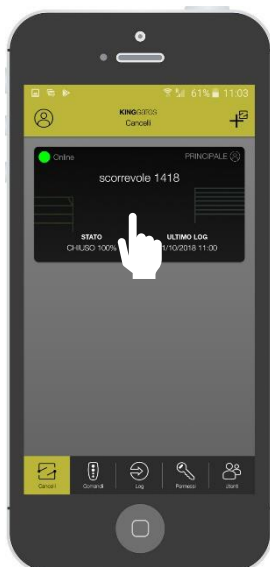 61% 11:03
KINGgates
Cancelli
Online
PRINCIPALE
scorrevole 1418
STATO
ULTIMO LOG
CHIUSO 100%
1/10/2018 11:00
Cancelli
Comandi
Log
Permessi
Utenti